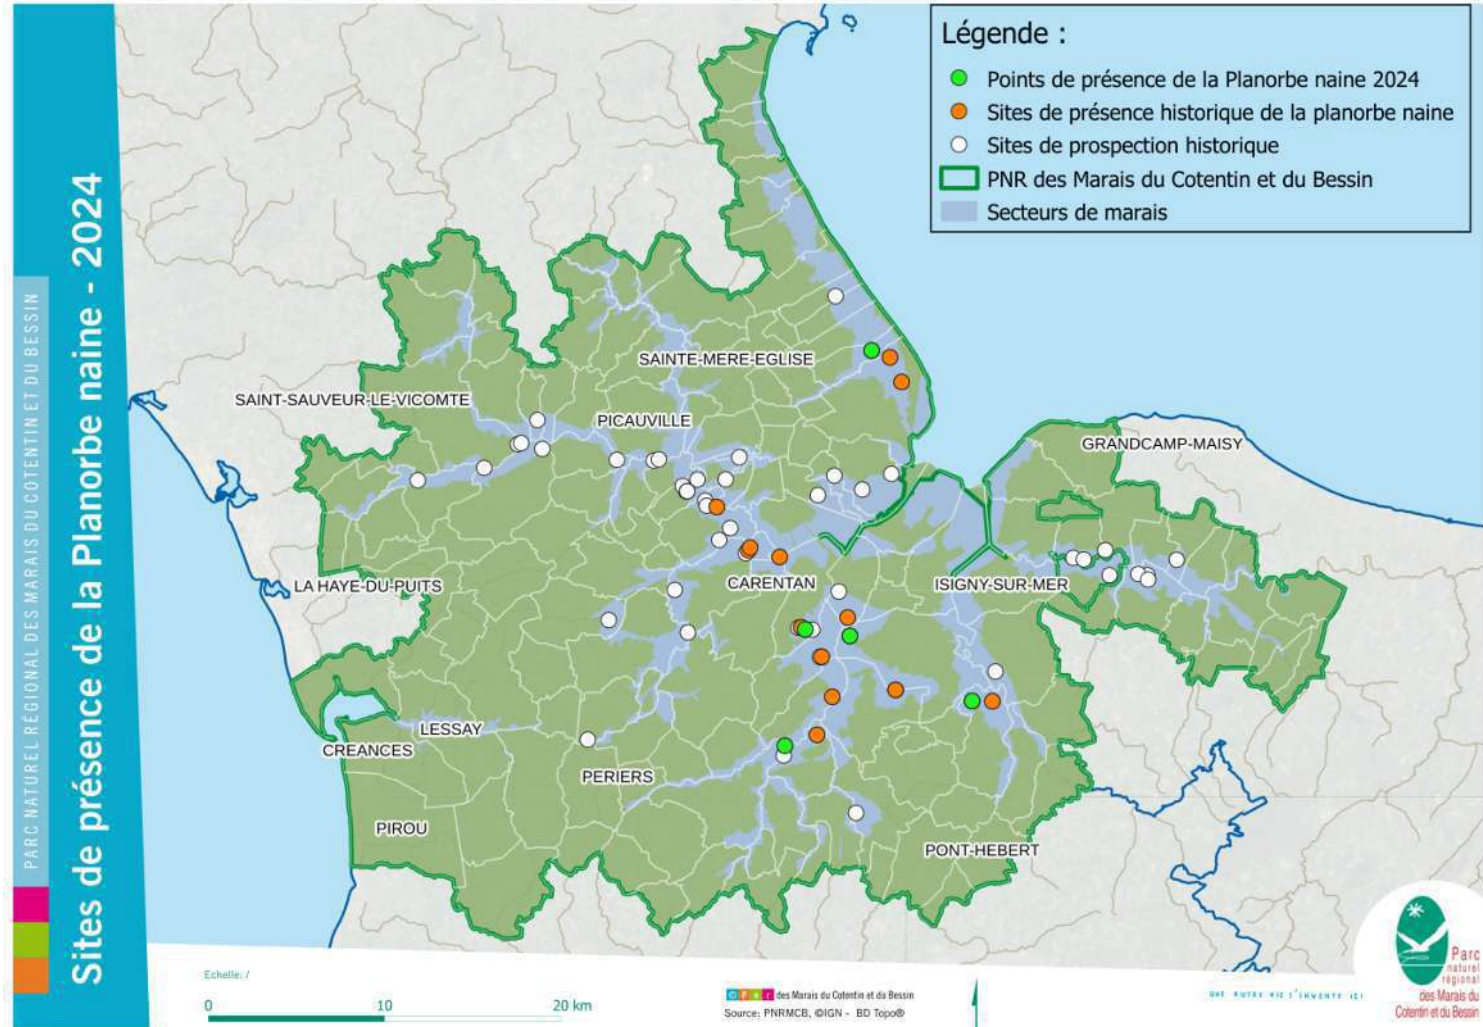 PARC NATUREL RÉGIONAL DES MARAIS DU COTENTIN ET DU BESSIN
Sites de présence de la Planorbe naine - 2024
Légende :
Points de présence de la Planorbe naine 2024
Sites de présence historique de la planorbe naine
Sites de prospection historique
PNR des Marais du Cotentin et du Bessin
Secteurs de marais
SAINTE-MERE-EGLISE
SAINT-SAUVEUR-LE-VICOMTE
PICAUVILLE
GRANDCAMP-MAISY
LA HAYE-DU-PUITS
CARENTAN
ISIGNY-SUR-MER
LESSAY
CREANCES
PERIERS
PIROU
PONT-HEBERT
Echelle: /
0 10 20 km
des Marais du Cotentin et du Bessin
Source: PNRMCB, ©IGN - BD Topo®
UNE AUTRE VIE S'INVENTE ICI
Parc
naturel
régional
des Marais du
Cotentin et du Bessin